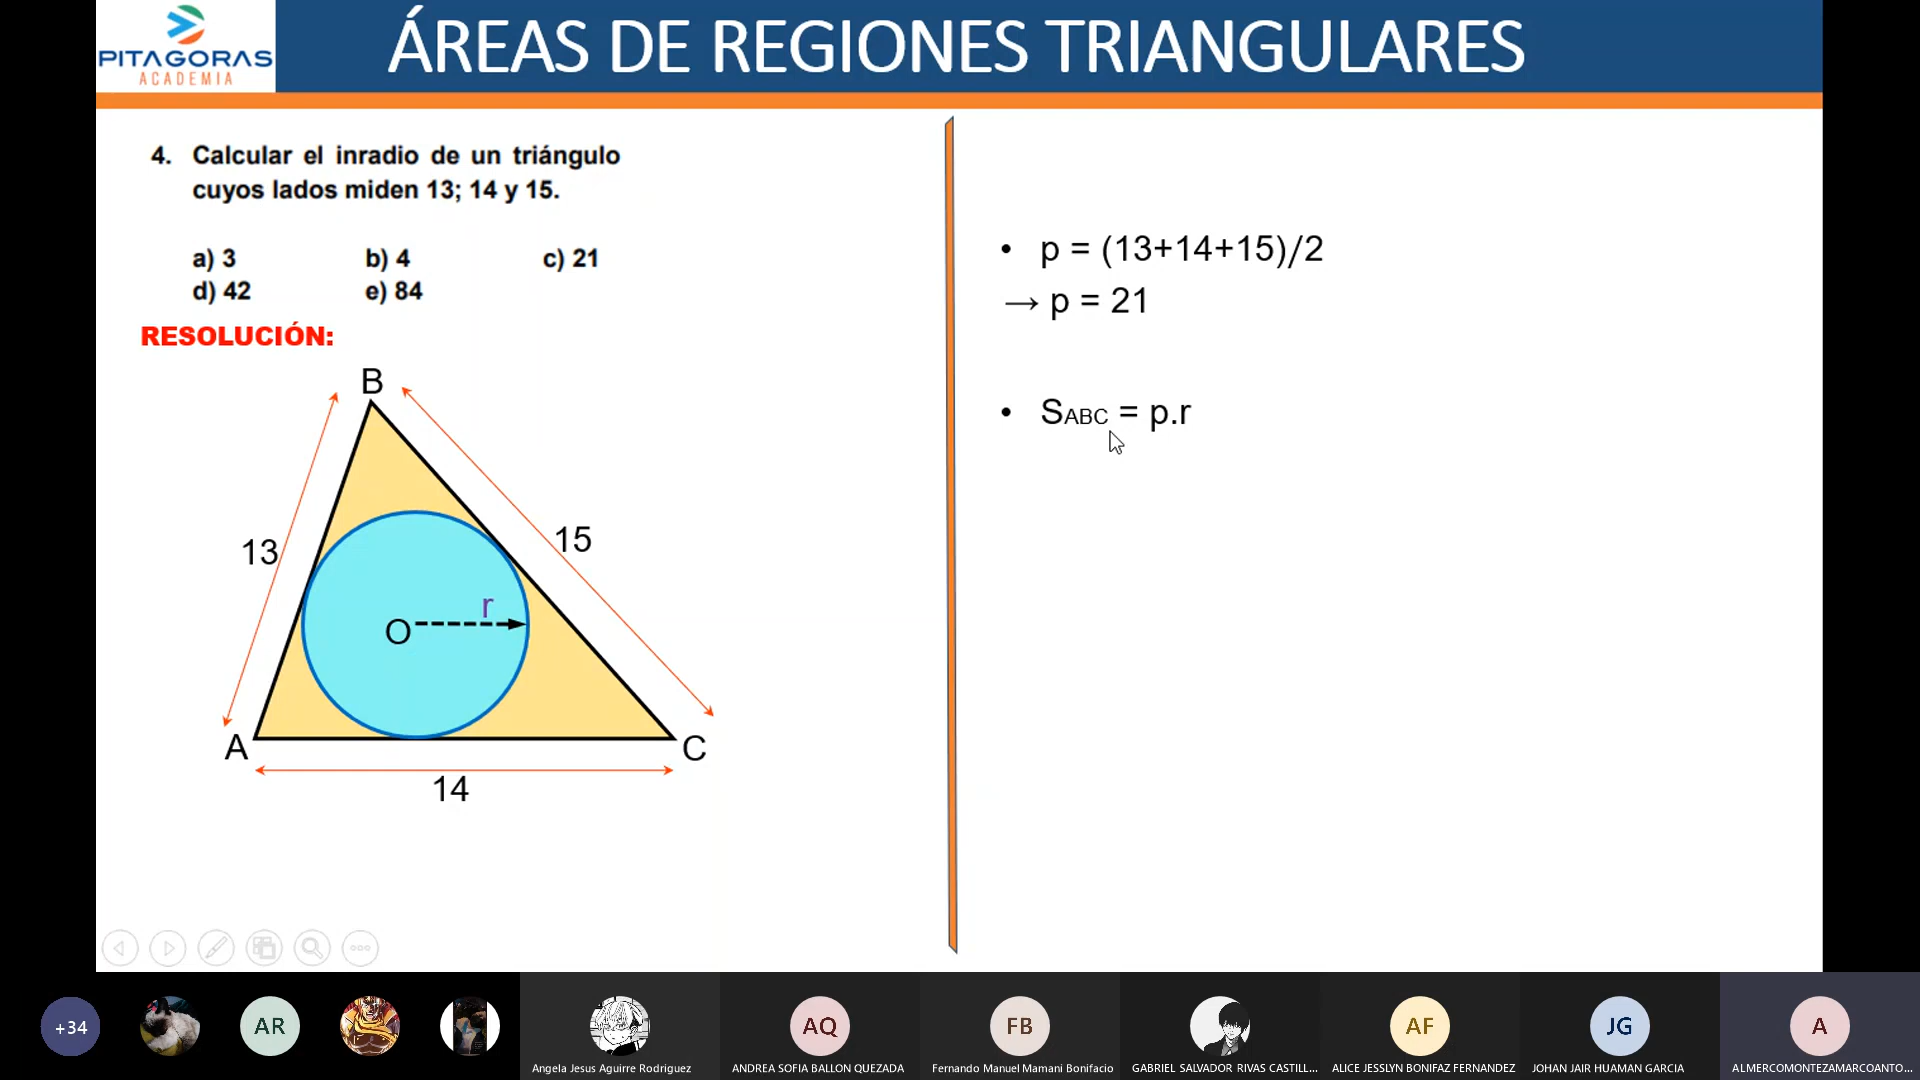 PITAGORAS
ACADEMIA
ÁREAS DE REGIONES TRIANGULARES
4. Calcular el inradio de un triángulo
cuyos lados miden 13; 14 y 15.
a) 3 b) 4 c) 21
d) 42 e) 84
RESOLUCIÓN:
B
13
15
r
O
A
C
14
• p = (13+14+15)/2
→ p = 21
• SABC = p.r
+34
AR
AQ
FB
AF
JG
A
Angela Jesus Aguirre Rodriguez
ANDREA SOFIA BALLON QUEZADA
Fernando Manuel Mamani Bonifacio
GABRIEL SALVADOR RIVAS CASTILL...
ALICE JESSLYN BONIFAZ FERNANDEZ
JOHAN JAIR HUAMAN GARCIA
ALMERCOMONTEZAMARCOANTO...